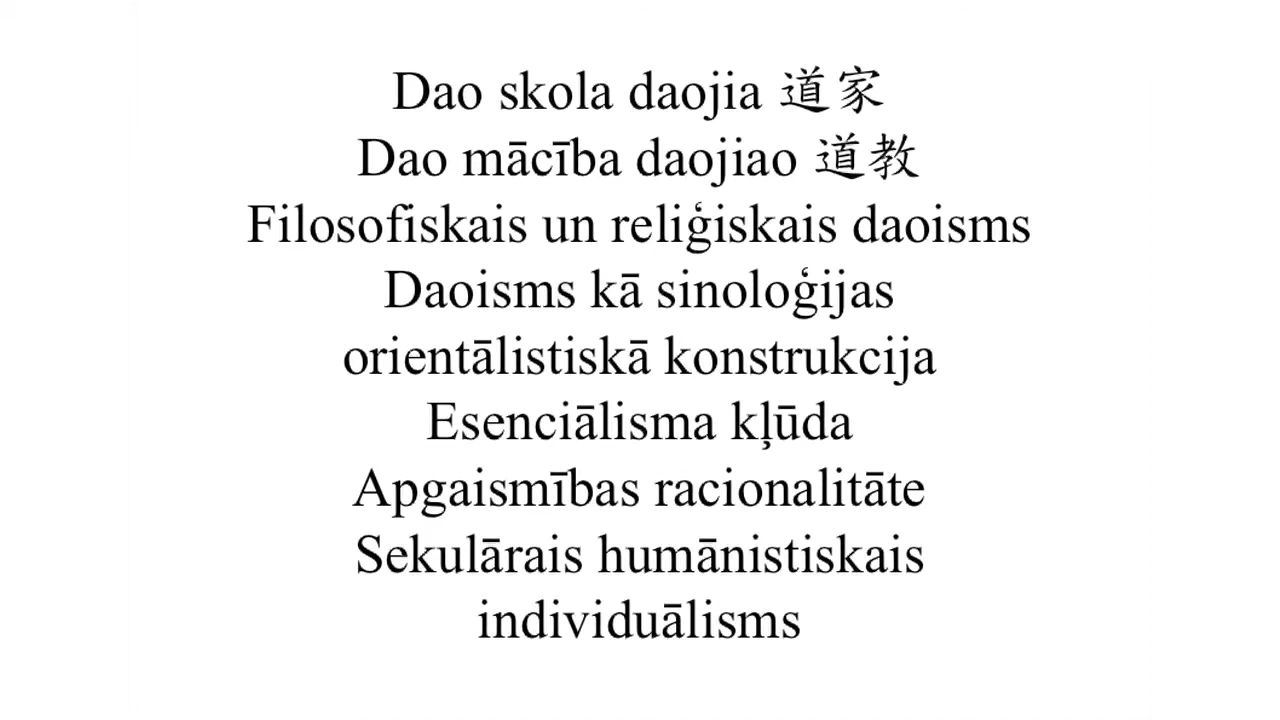 Dao skola daojia 道家
Dao mācība daojiao 道教
Filosofiskais un reliģiskais daoisms
Daoisms kā sinoloģijas
orientālistiskā konstrukcija
Esenciālisma kļūda
Apgaismības racionalitāte
Sekulārais humānistiskais
individuālisms